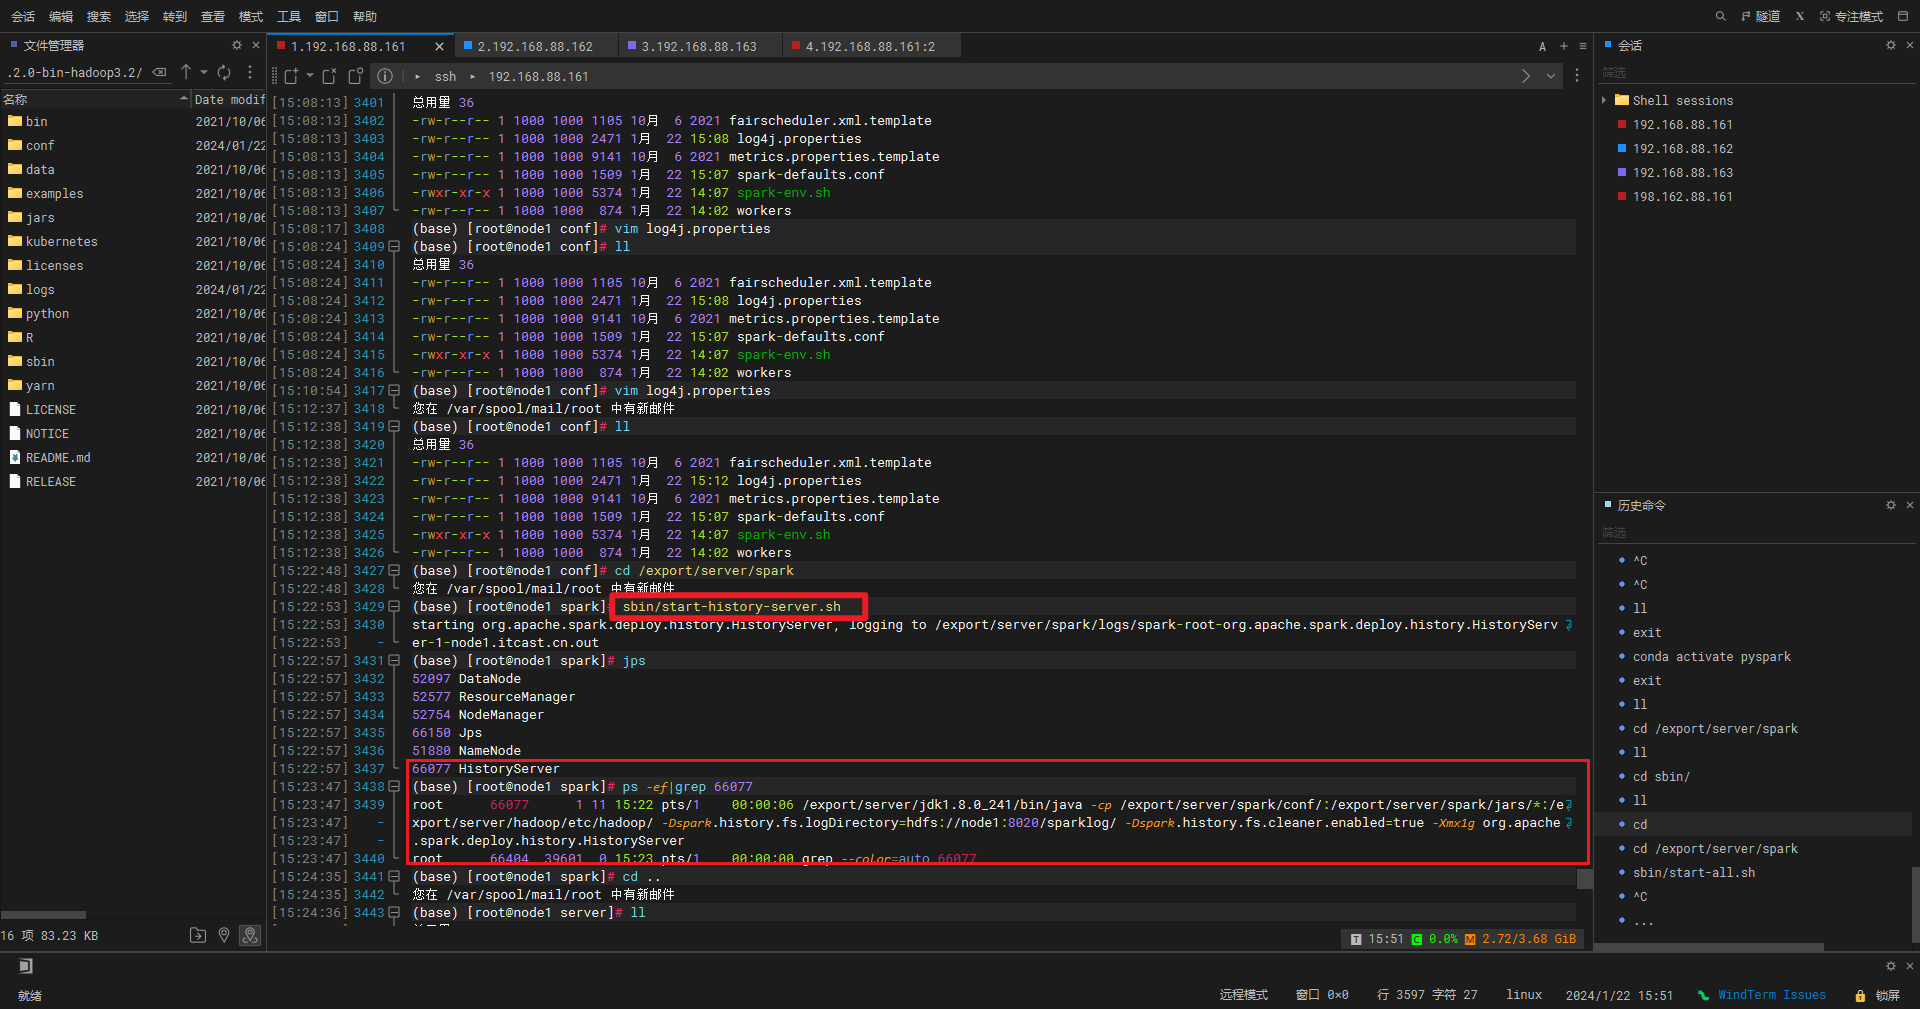 会话 编辑 搜索 选择 转到 查看 模式 工具 窗口 帮助
隧道 X 专注模式
文件管理器
.2.0-bin-hadoop3.2/
名称 Date modif
bin 2021/10/06
conf 2024/01/22
data 2021/10/06
examples 2021/10/06
jars 2021/10/06
kubernetes 2021/10/06
licenses 2021/10/06
logs 2024/01/22
python 2021/10/06
R 2021/10/06
sbin 2021/10/06
yarn 2021/10/06
LICENSE 2021/10/06
NOTICE 2021/10/06
README.md 2021/10/06
RELEASE 2021/10/06
16 项 83.23 KB
1.192.168.88.161 2.192.168.88.162 3.192.168.88.163 4.192.168.88.161:2 A
ssh 192.168.88.161
[15:08:13] 3401 总用量 36
[15:08:13] 3402 -rw-r--r-- 1 1000 1000 1105 10月  6 2021 fairscheduler.xml.template
[15:08:13] 3403 -rw-r--r-- 1 1000 1000 2471 1月  22 15:08 log4j.properties
[15:08:13] 3404 -rw-r--r-- 1 1000 1000 9141 10月  6 2021 metrics.properties.template
[15:08:13] 3405 -rw-r--r-- 1 1000 1000 1509 1月  22 15:07 spark-defaults.conf
[15:08:13] 3406 -rwxr-xr-x 1 1000 1000 5374 1月  22 14:07 spark-env.sh
[15:08:13] 3407 -rw-r--r-- 1 1000 1000  874 1月  22 14:02 workers
[15:08:17] 3408 (base) [root@node1 conf]# vim log4j.properties
[15:08:24] 3409 (base) [root@node1 conf]# ll
[15:08:24] 3410 总用量 36
[15:08:24] 3411 -rw-r--r-- 1 1000 1000 1105 10月  6 2021 fairscheduler.xml.template
[15:08:24] 3412 -rw-r--r-- 1 1000 1000 2471 1月  22 15:08 log4j.properties
[15:08:24] 3413 -rw-r--r-- 1 1000 1000 9141 10月  6 2021 metrics.properties.template
[15:08:24] 3414 -rw-r--r-- 1 1000 1000 1509 1月  22 15:07 spark-defaults.conf
[15:08:24] 3415 -rwxr-xr-x 1 1000 1000 5374 1月  22 14:07 spark-env.sh
[15:08:24] 3416 -rw-r--r-- 1 1000 1000  874 1月  22 14:02 workers
[15:10:54] 3417 (base) [root@node1 conf]# vim log4j.properties
[15:12:37] 3418 您在 /var/spool/mail/root 中有新邮件
[15:12:38] 3419 (base) [root@node1 conf]# ll
[15:12:38] 3420 总用量 36
[15:12:38] 3421 -rw-r--r-- 1 1000 1000 1105 10月  6 2021 fairscheduler.xml.template
[15:12:38] 3422 -rw-r--r-- 1 1000 1000 2471 1月  22 15:12 log4j.properties
[15:12:38] 3423 -rw-r--r-- 1 1000 1000 9141 10月  6 2021 metrics.properties.template
[15:12:38] 3424 -rw-r--r-- 1 1000 1000 1509 1月  22 15:07 spark-defaults.conf
[15:12:38] 3425 -rwxr-xr-x 1 1000 1000 5374 1月  22 14:07 spark-env.sh
[15:12:38] 3426 -rw-r--r-- 1 1000 1000  874 1月  22 14:02 workers
[15:22:48] 3427 (base) [root@node1 conf]# cd /export/server/spark
[15:22:48] 3428 您在 /var/spool/mail/root 中有新邮件
[15:22:53] 3429 (base) [root@node1 spark]# sbin/start-history-server.sh
[15:22:53] 3430 starting org.apache.spark.deploy.history.HistoryServer, logging to /export/server/spark/logs/spark-root-org.apache.spark.deploy.history.HistoryServ
[15:22:53] - er-1-node1.itcast.cn.out
[15:22:57] 3431 (base) [root@node1 spark]# jps
[15:22:57] 3432 52097 DataNode
[15:22:57] 3433 52577 ResourceManager
[15:22:57] 3434 52754 NodeManager
[15:22:57] 3435 66150 Jps
[15:22:57] 3436 51880 NameNode
[15:22:57] 3437 66077 HistoryServer
[15:23:47] 3438 (base) [root@node1 spark]# ps -ef|grep 66077
[15:23:47] 3439 root      66077      1 11 15:22 pts/1    00:00:06 /export/server/jdk1.8.0_241/bin/java -cp /export/server/spark/conf/:/export/server/spark/jars/*:/e
[15:23:47] - xport/server/hadoop/etc/hadoop/ -Dspark.history.fs.logDirectory=hdfs://node1:8020/sparklog/ -Dspark.history.fs.cleaner.enabled=true -Xmx1g org.apache
[15:23:47] - .spark.deploy.history.HistoryServer
[15:23:47] 3440 root      66404  39601  0 15:23 pts/1    00:00:00 grep --color=auto 66077
[15:24:35] 3441 (base) [root@node1 spark]# cd ..
[15:24:35] 3442 您在 /var/spool/mail/root 中有新邮件
[15:24:36] 3443 (base) [root@node1 server]# ll
T 15:51 C 0.0% M 2.72/3.68 GiB
会话
筛选
Shell sessions
192.168.88.161
192.168.88.162
192.168.88.163
198.162.88.161
历史命令
筛选
^C
^C
ll
exit
conda activate pyspark
exit
ll
cd /export/server/spark
ll
cd sbin/
ll
cd
cd /export/server/spark
sbin/start-all.sh
^C
...
就绪 远程模式 窗口 0×0 行 3597 字符 27 linux 2024/1/22 15:51 WindTerm Issues 锁屏